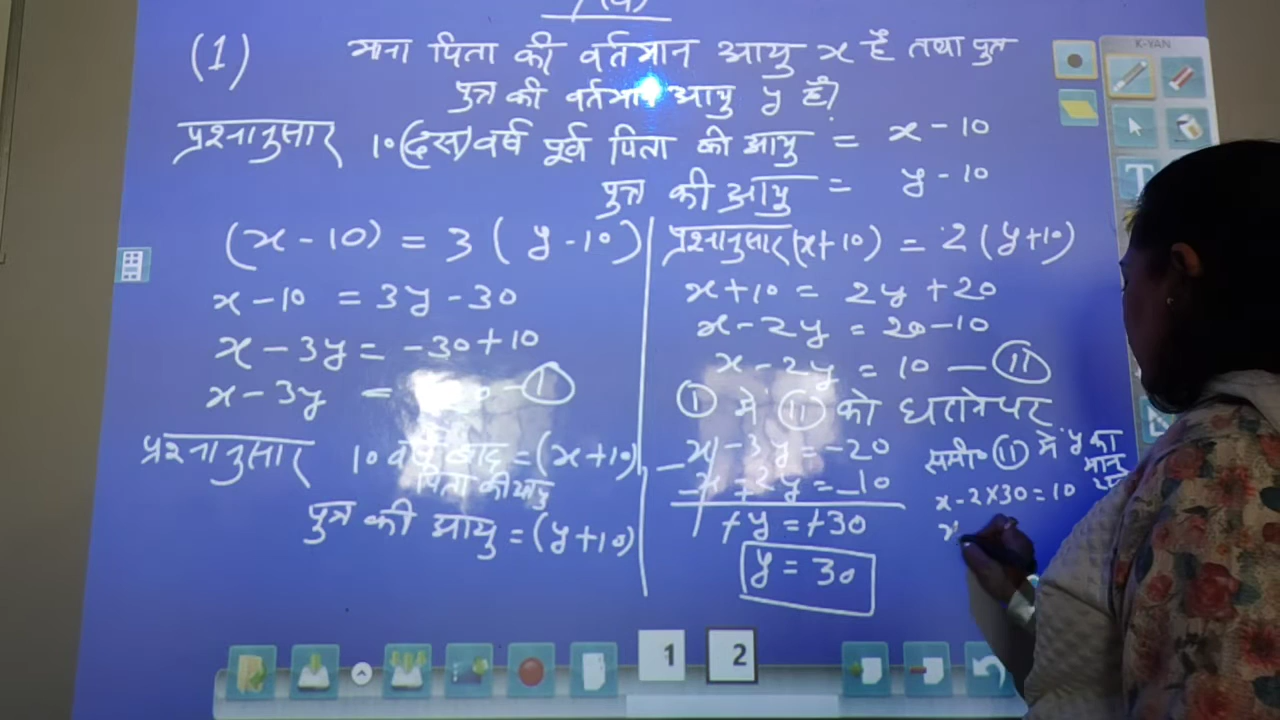 (1) माना पिता की वर्तमान आयु x है तथा पुत्र
पुत्र की वर्तमान आयु y है।
प्रश्नानुसार 10 (दस) वर्ष पूर्व पिता की आयु = x - 10
पुत्र की आयु = y - 10
(x - 10) = 3 ( y - 10)
x - 10 = 3y - 30
x - 3y = -30 + 10
x - 3y = - ①
प्रश्नानुसार 10 वर्ष बाद = (x + 10)
पिता की आयु
पुत्र की आयु = (y + 10)
प्रश्नानुसार (x + 10) = 2 (y + 10)
x + 10 = 2y + 20
x - 2y = 20 - 10
x - 2y = 10 — ⑪
① में ⑪ को घटाने पर
x - 3y = -20
- x - 2y = 10
+ y = + 30
y = 30
समी० ⑪ में y का
मान
x - 2 × 30 = 10
x
K-YAN
T
1
2